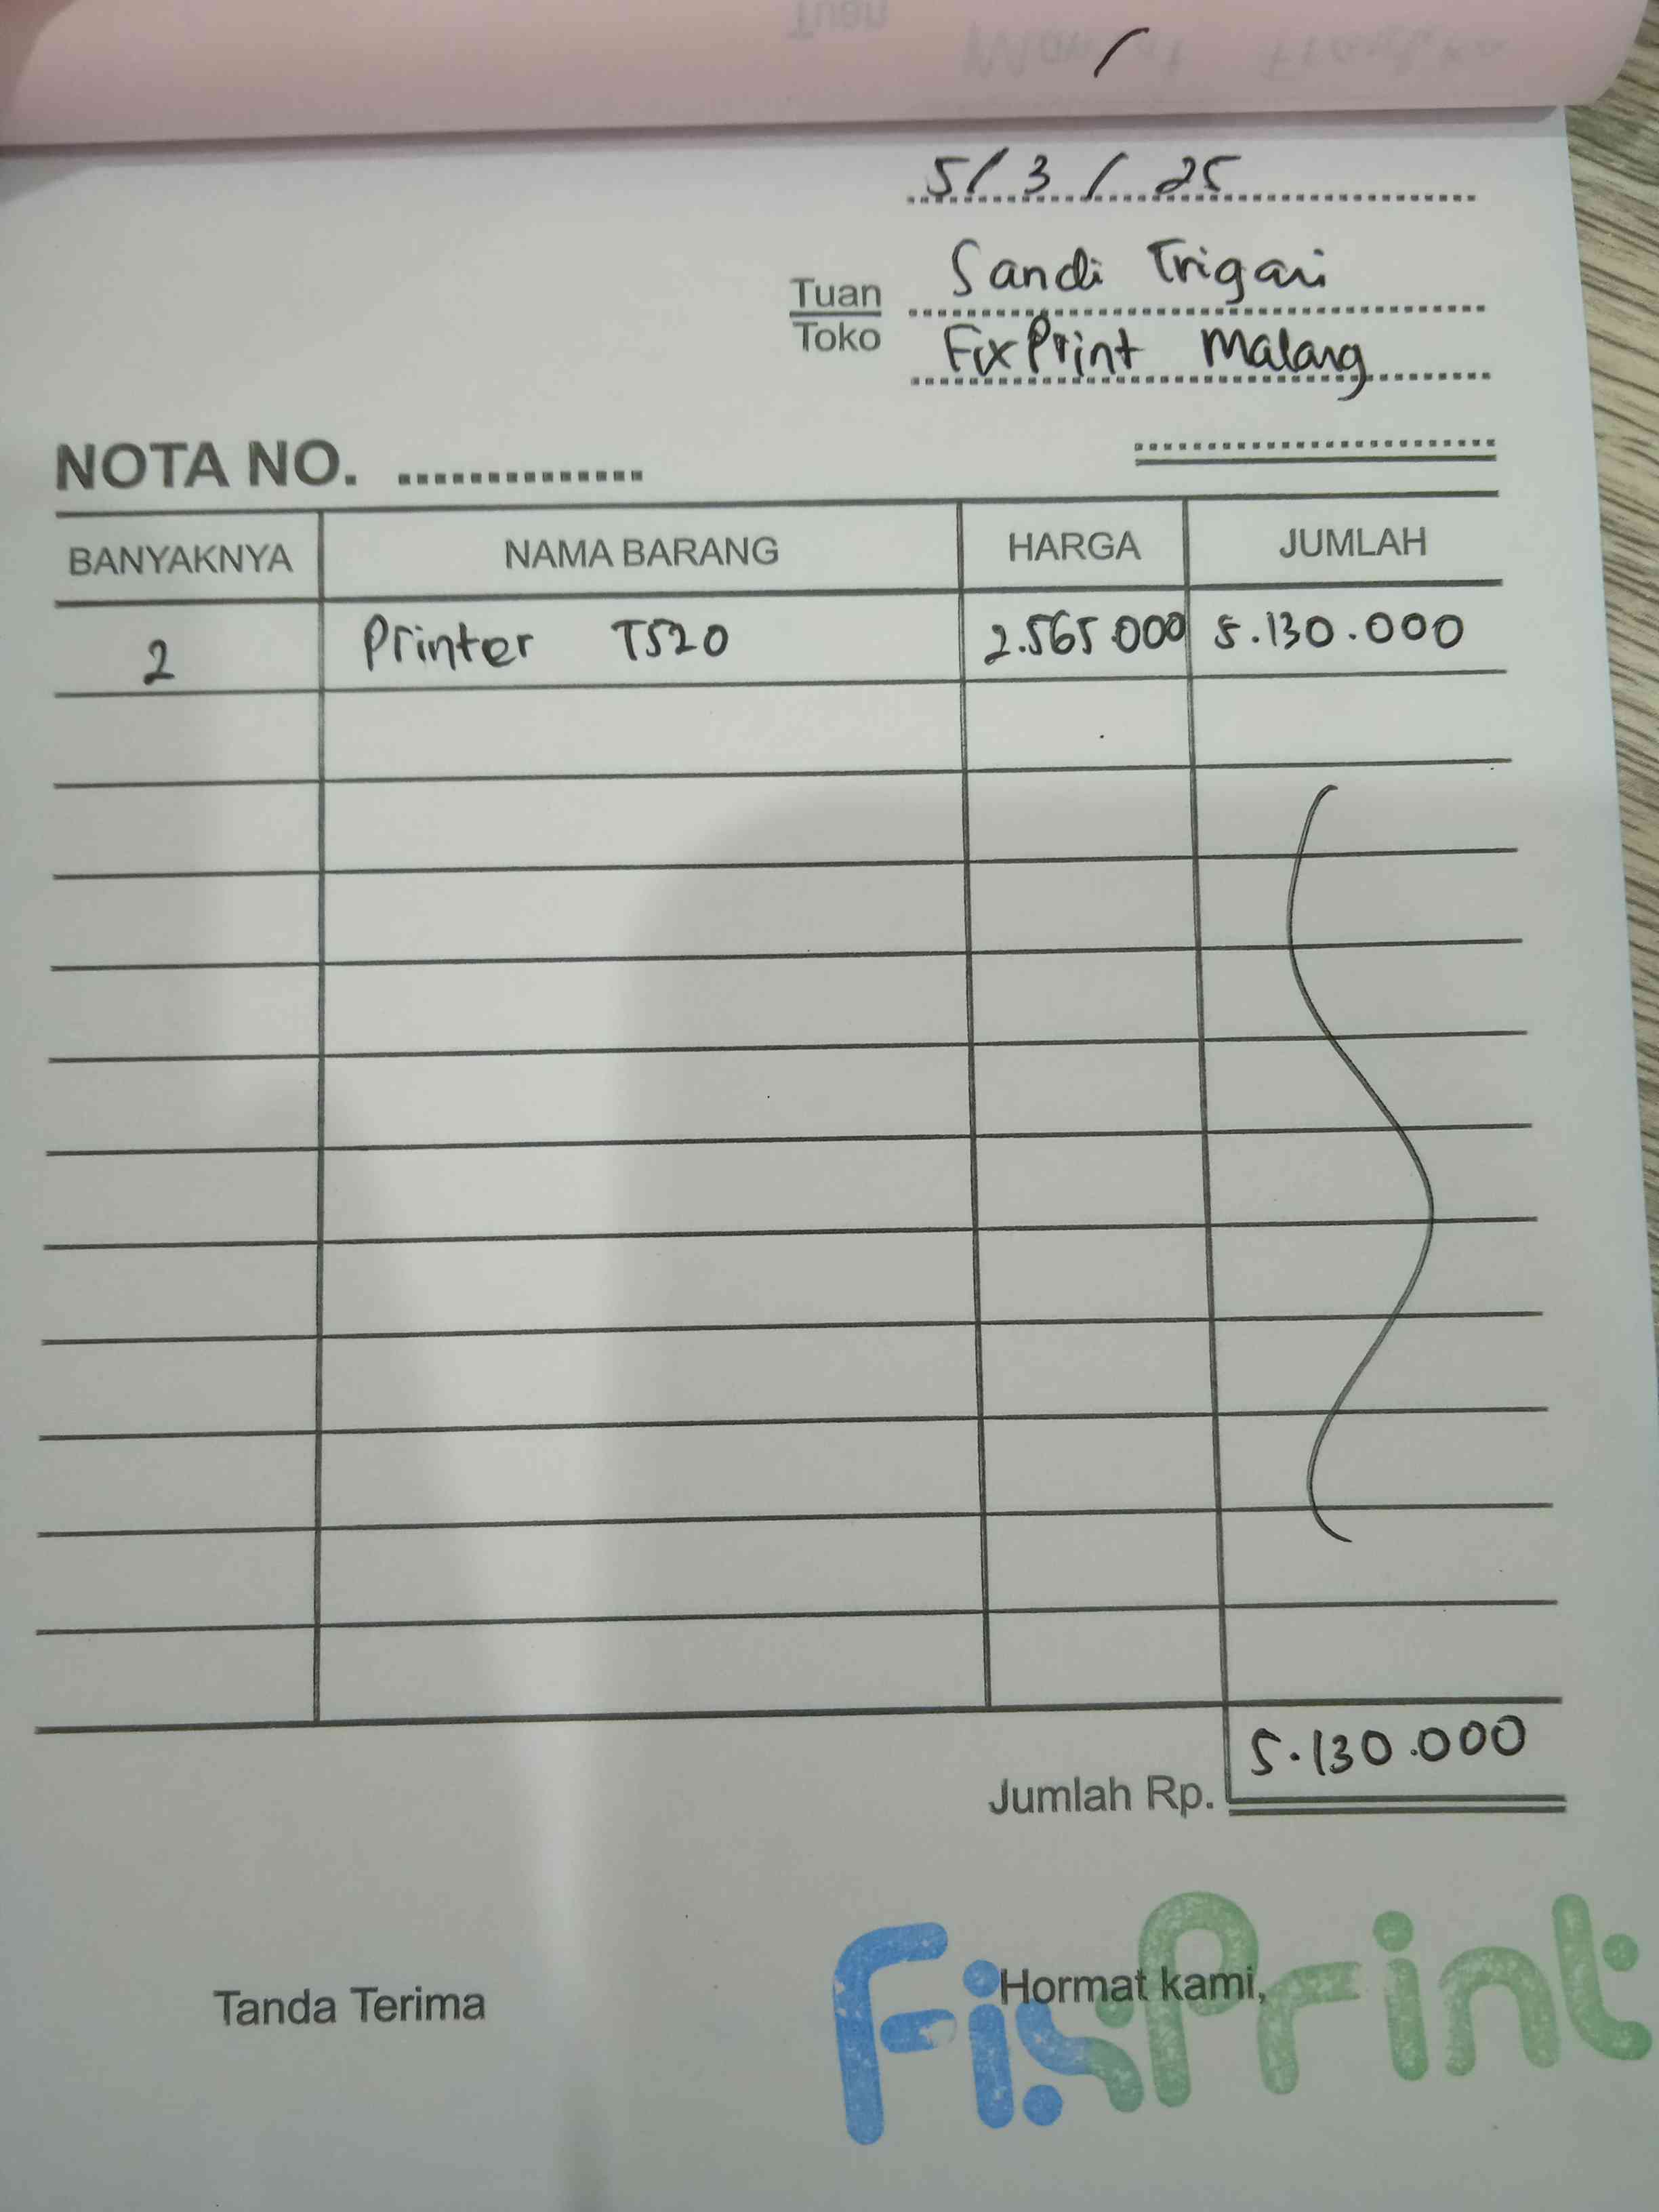 5/3/25
Tuan
Toko
Sandi Trigari
FixPrint Malang
NOTA NO.
BANYAKNYA NAMA BARANG HARGA JUMLAH
2 Printer T520 2.565.000 5.130.000
Jumlah Rp. 5.130.000
Tanda Terima Hormat kami,
FixPrint